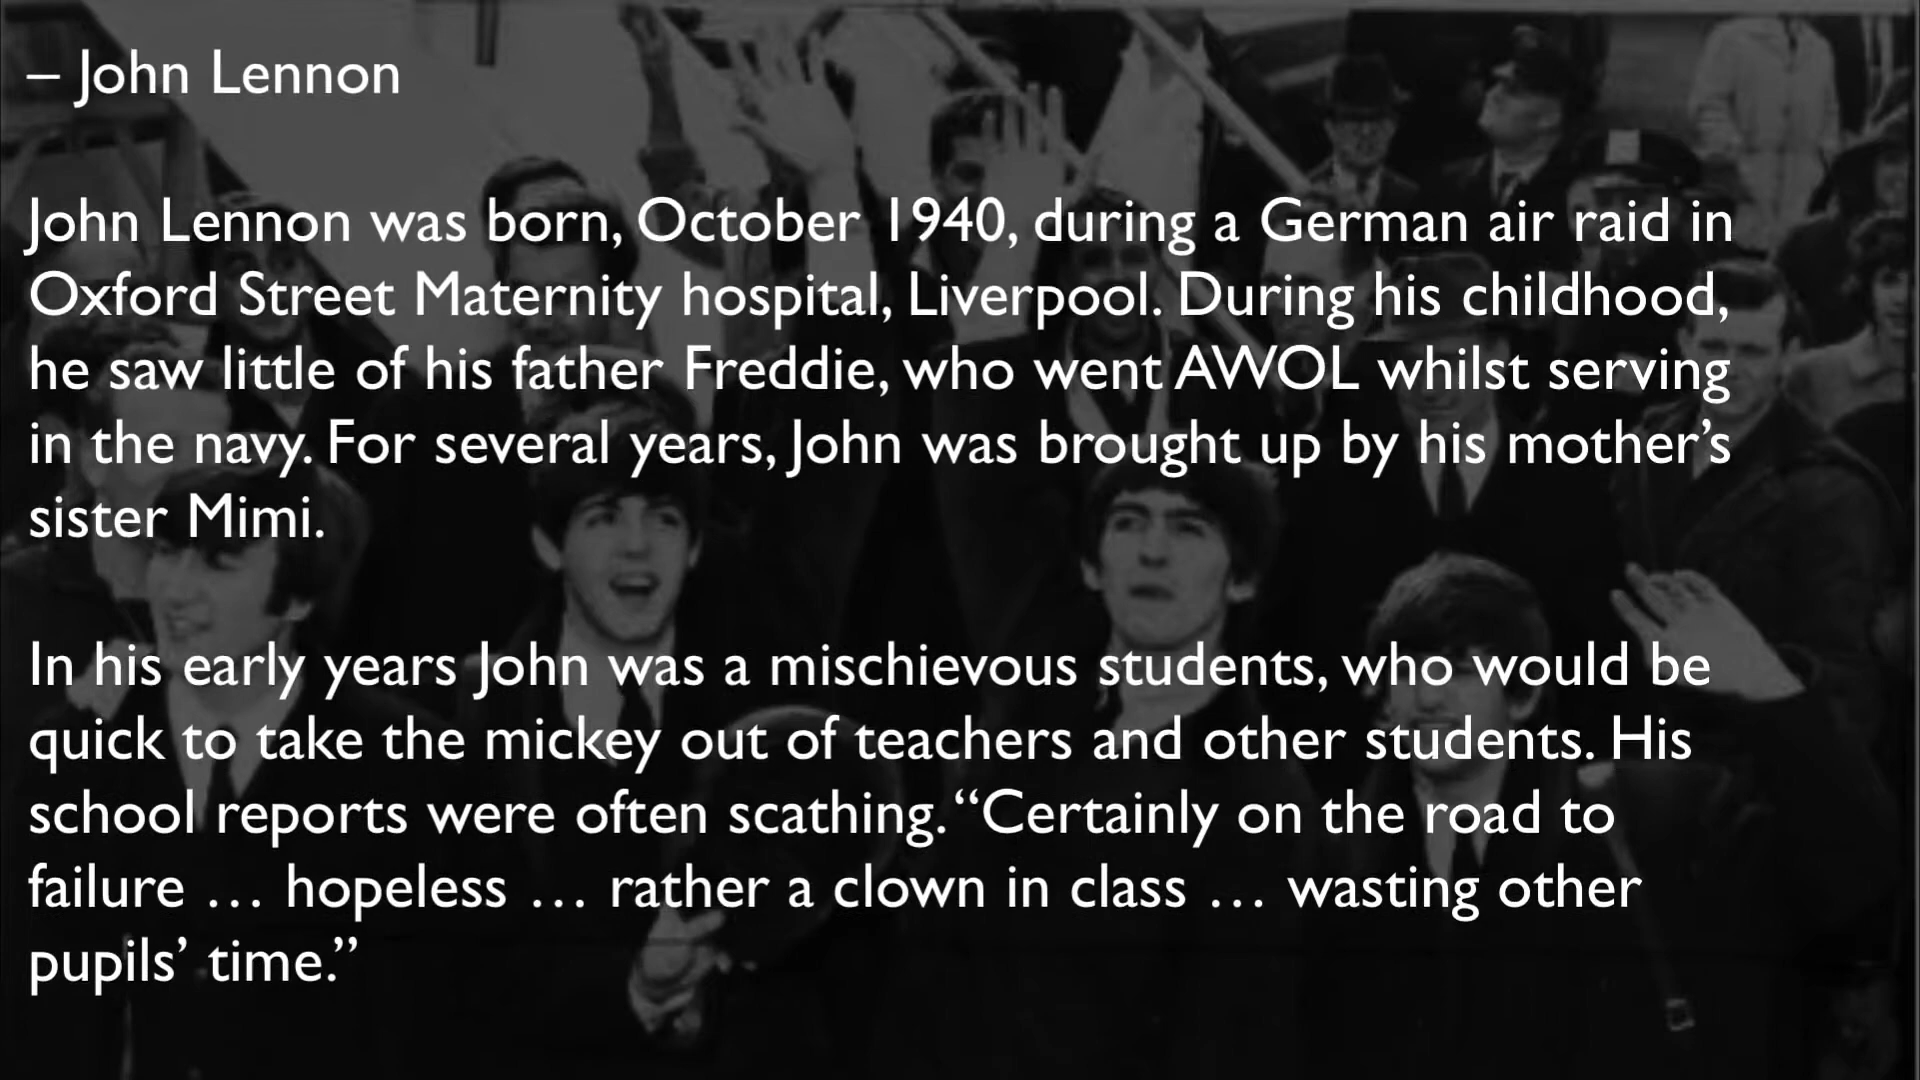 – John Lennon
John Lennon was born, October 1940, during a German air raid in
Oxford Street Maternity hospital, Liverpool. During his childhood,
he saw little of his father Freddie, who went AWOL whilst serving
in the navy. For several years, John was brought up by his mother’s
sister Mimi.
In his early years John was a mischievous students, who would be
quick to take the mickey out of teachers and other students. His
school reports were often scathing. “Certainly on the road to
failure … hopeless … rather a clown in class … wasting other
pupils’ time.”